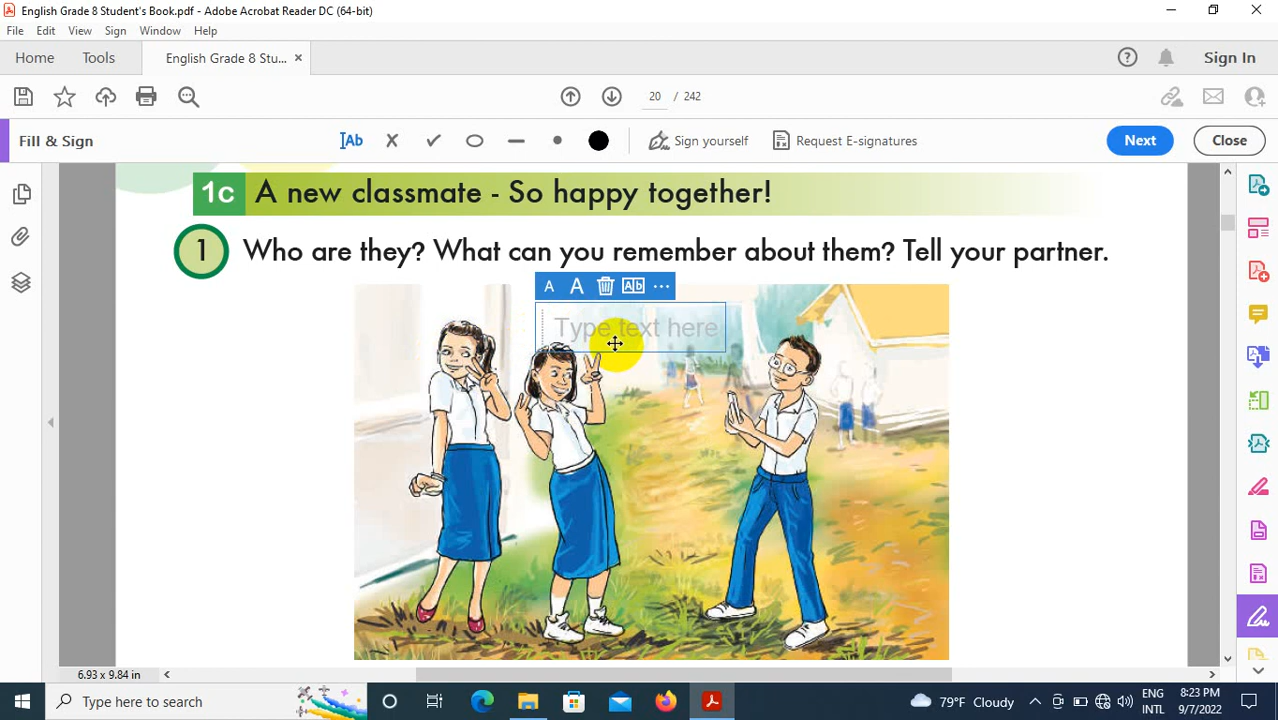 English Grade 8 Student's Book.pdf - Adobe Acrobat Reader DC (64-bit)
File Edit View Sign Window Help
Home Tools English Grade 8 Stu... × Sign In
20 / 242
Fill & Sign Ab Sign yourself Request E-signatures Next Close
1c A new classmate - So happy together!
1 Who are they? What can you remember about them? Tell your partner.
A A Ab ...
Type text here
6.93 x 9.84 in
Type here to search 79°F Cloudy ENG 8:23 PM
INTL 9/7/2022